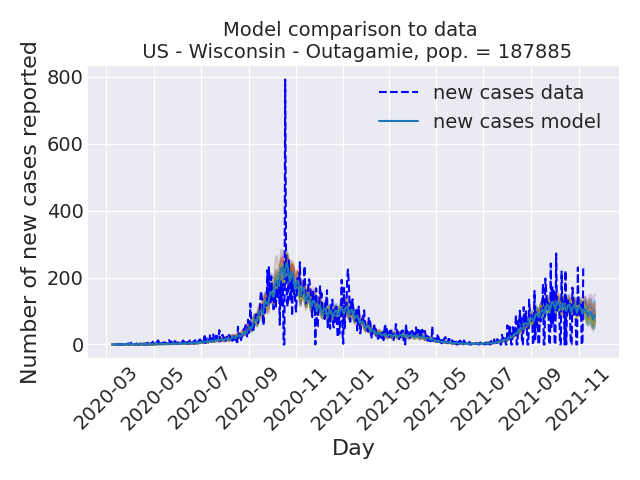 Model comparison to data
US - Wisconsin - Outagamie, pop. = 187885
Number of new cases reported
800
600
400
200
0
new cases data
new cases model
2020-03
2020-05
2020-07
2020-09
2020-11
2021-01
2021-03
2021-05
2021-07
2021-09
2021-11
Day